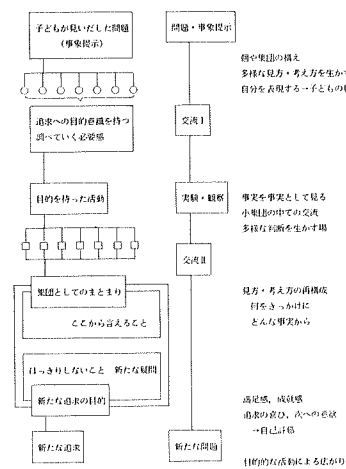 子どもが見いだした問題
(事象提示)
問題・事象提示
個や集団の構え
多様な見方・考え方を生か
自分を表現する→子どもの
交流Ⅰ
追求への目的意識を持つ
調べていく必要感
目的を持った活動
実験・観察
事実を事実として見る
小集団の中での交流
多様な判断を生かす場
交流Ⅱ
集団としてのまとまり
ここから言えること
見方・考え方の再構成
何をきっかけに
どんな事実から
はっきりしないこと 新たな疑問
新たな追求の目的
満足感,成就感
追求の喜び,次への意欲
→自己評価
新たな追求
新たな問題
目的的な活動による広がり